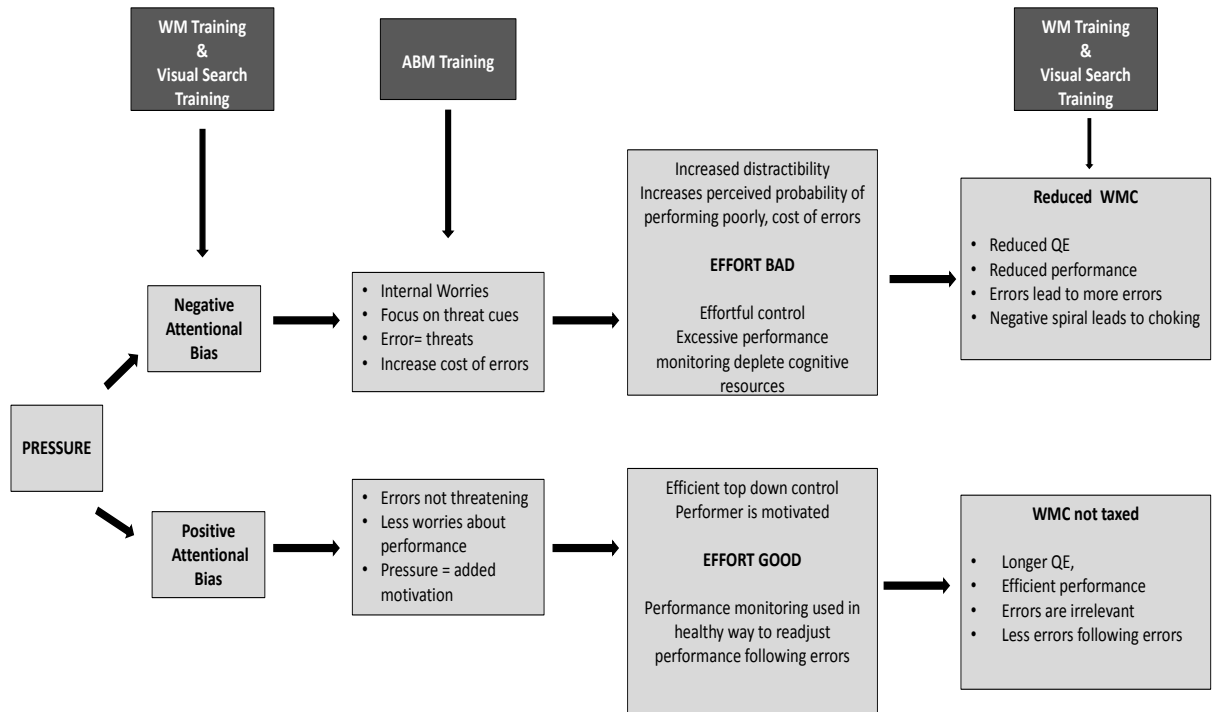 WM Training
&
Visual Search
Training
ABM Training
WM Training
&
Visual Search
Training
PRESSURE
Negative
Attentional
Bias
• Internal Worries
• Focus on threat cues
• Error= threats
• Increase cost of errors
Increased distractibility
Increases perceived probability of
performing poorly, cost of errors
EFFORT BAD
Effortful control
Excessive performance
monitoring deplete cognitive
resources
Reduced WMC
• Reduced QE
• Reduced performance
• Errors lead to more errors
• Negative spiral leads to choking
Positive
Attentional
Bias
• Errors not threatening
• Less worries about
performance
• Pressure = added
motivation
Efficient top down control
Performer is motivated
EFFORT GOOD
Performance monitoring used in
healthy way to readjust
performance following errors
WMC not taxed
• Longer QE,
• Efficient performance
• Errors are irrelevant
• Less errors following errors